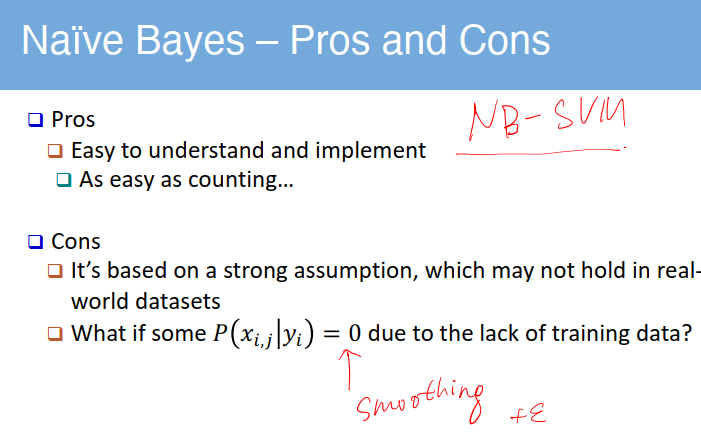 Naïve Bayes – Pros and Cons
NB-SVM
Pros
Easy to understand and implement
As easy as counting…
Cons
It's based on a strong assumption, which may not hold in real-
world datasets
What if some P(x_{i,j}|y_i) = 0 due to the lack of training data?
smoothing +ε